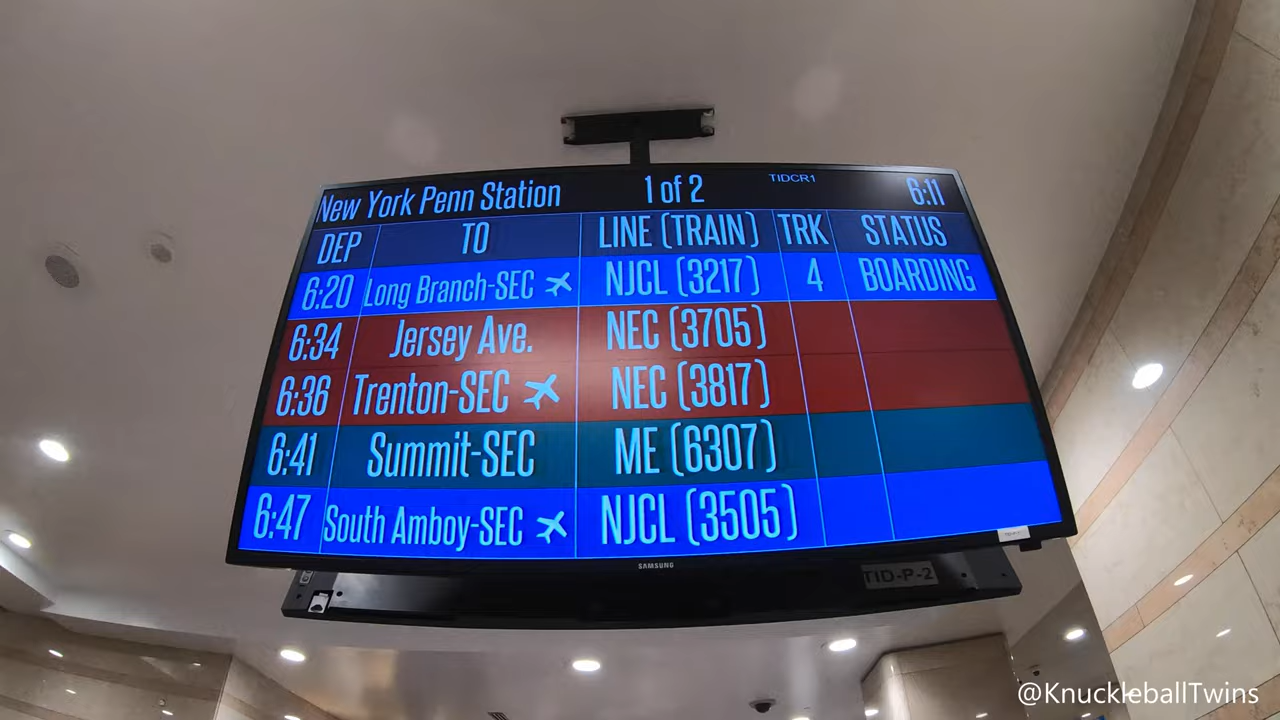 New York Penn Station 1 of 2 TIDCR1 6:11
DEP TO LINE (TRAIN) TRK STATUS
6:20 Long Branch-SEC ✈ NJCL (3217) 4 BOARDING
6:34 Jersey Ave. NEC (3705)
6:36 Trenton-SEC ✈ NEC (3817)
6:41 Summit-SEC ME (6307)
6:47 South Amboy-SEC ✈ NJCL (3505)
SAMSUNG
TID-P-2
@KnuckleballTwins